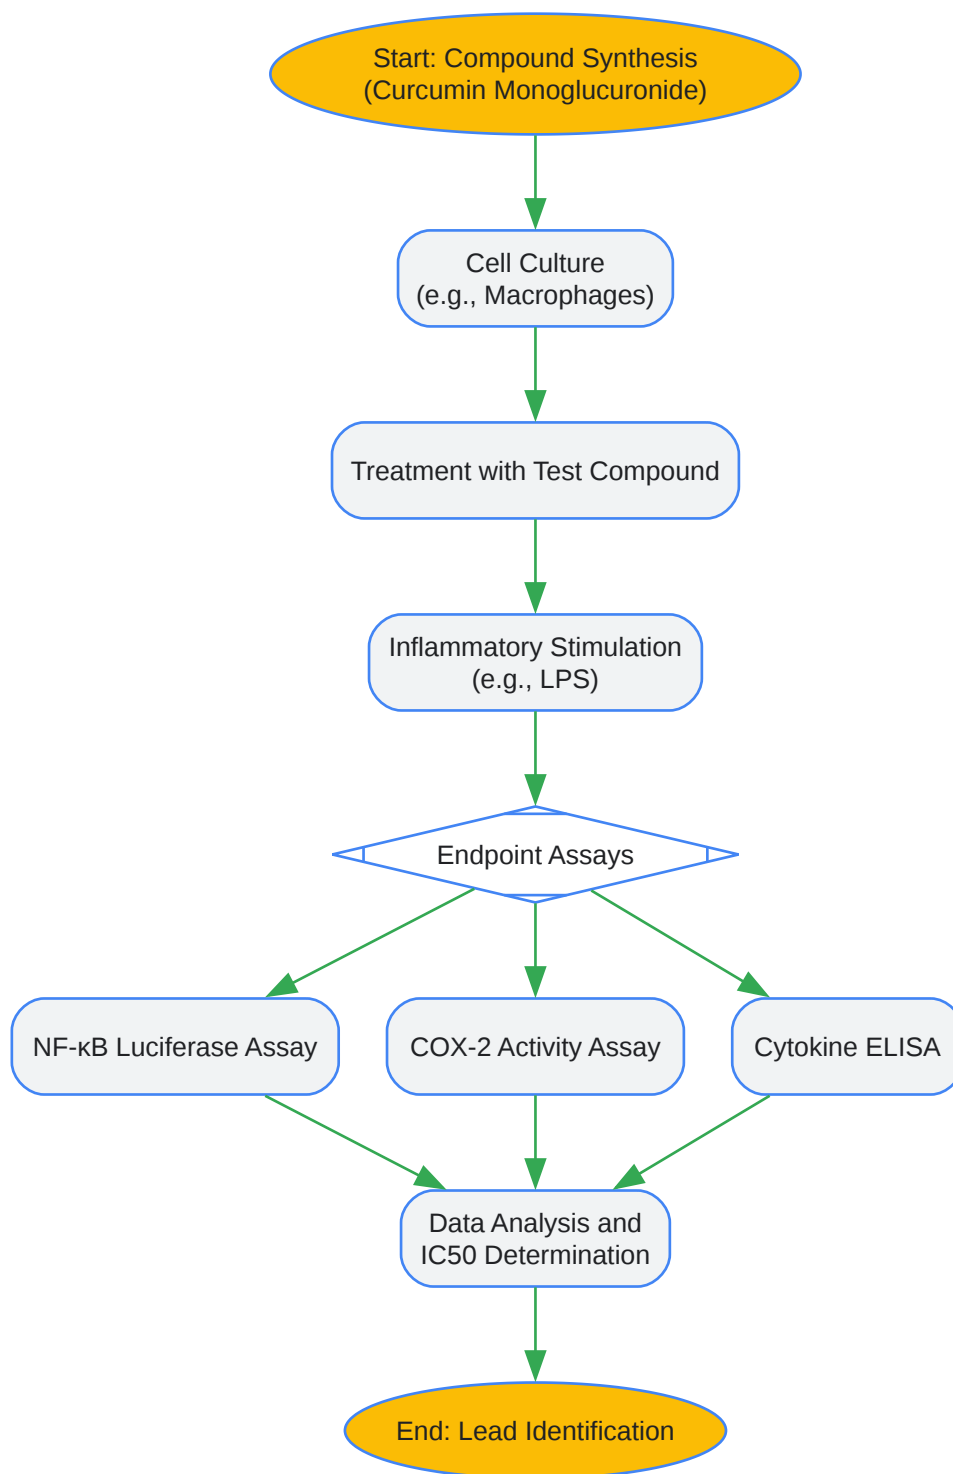 Start: Compound Synthesis
(Curcumin Monoglucuronide)
Cell Culture
(e.g., Macrophages)
Treatment with Test Compound
Inflammatory Stimulation
(e.g., LPS)
Endpoint Assays
NF-κB Luciferase Assay
COX-2 Activity Assay
Cytokine ELISA
Data Analysis and
IC50 Determination
End: Lead Identification